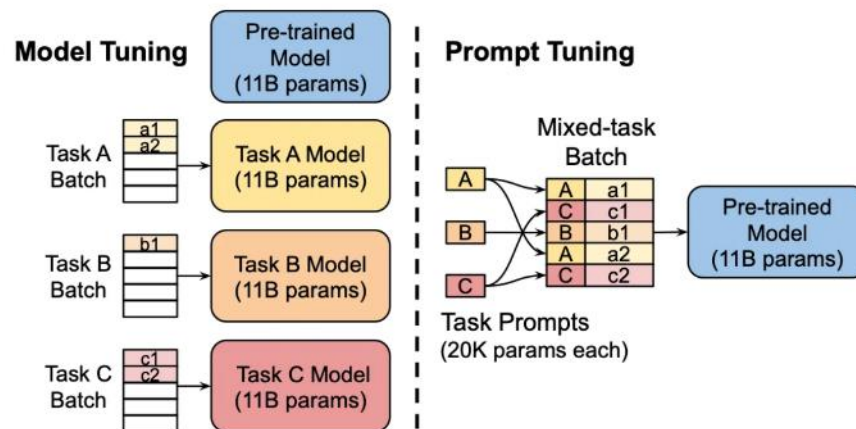 Model Tuning
Pre-trained
Model
(11B params)
Task A
Batch
a1
a2
Task A Model
(11B params)
Task B
Batch
b1
Task B Model
(11B params)
Task C
Batch
c1
c2
Task C Model
(11B params)
Prompt Tuning
Mixed-task
Batch
A
B
C
A a1
C c1
B b1
A a2
C c2
Pre-trained
Model
(11B params)
Task Prompts
(20K params each)